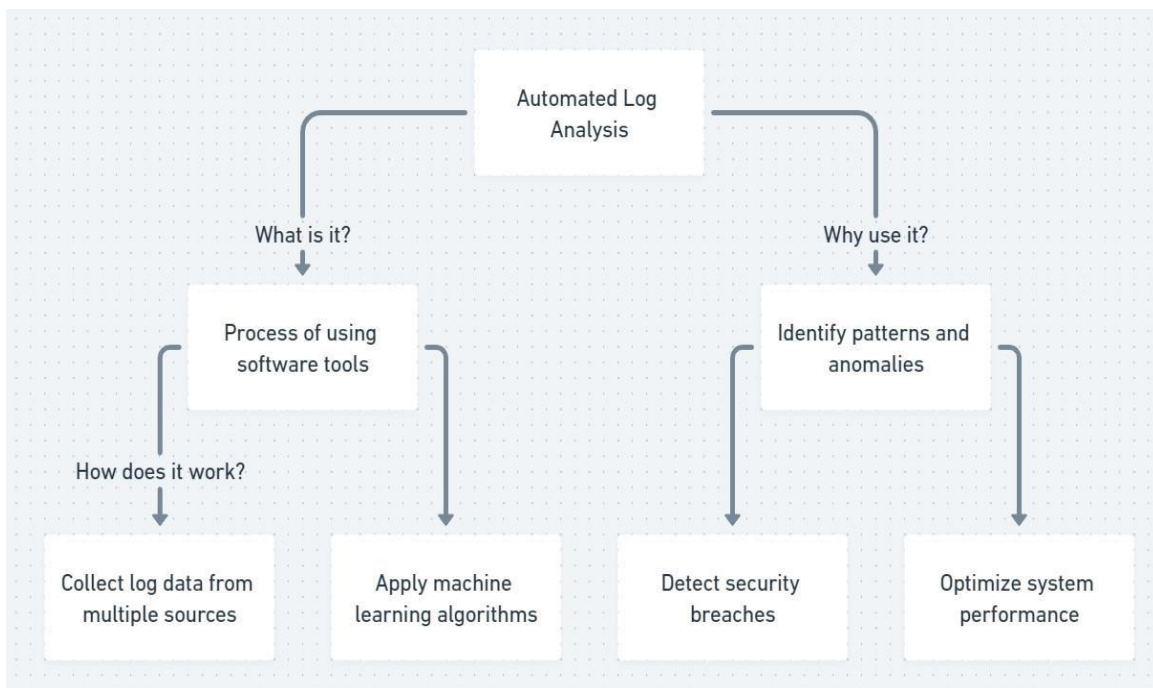 Automated Log
Analysis
What is it?
Why use it?
Process of using
software tools
Identify patterns and
anomalies
How does it work?
Collect log data from
multiple sources
Apply machine
learning algorithms
Detect security
breaches
Optimize system
performance